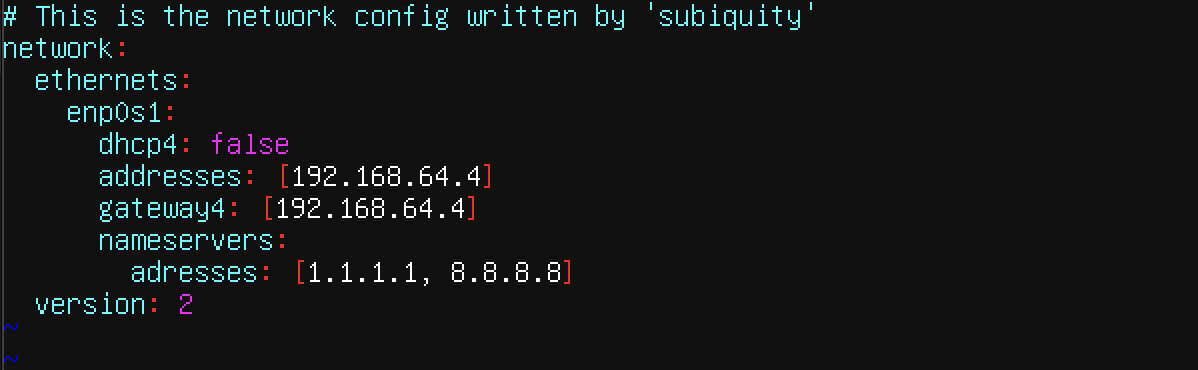 # This is the network config written by 'subiquity'
network:
  ethernets:
    enp0s1:
      dhcp4: false
      addresses: [192.168.64.4]
      gateway4: [192.168.64.4]
      nameservers:
        adresses: [1.1.1.1, 8.8.8.8]
  version: 2
~
~